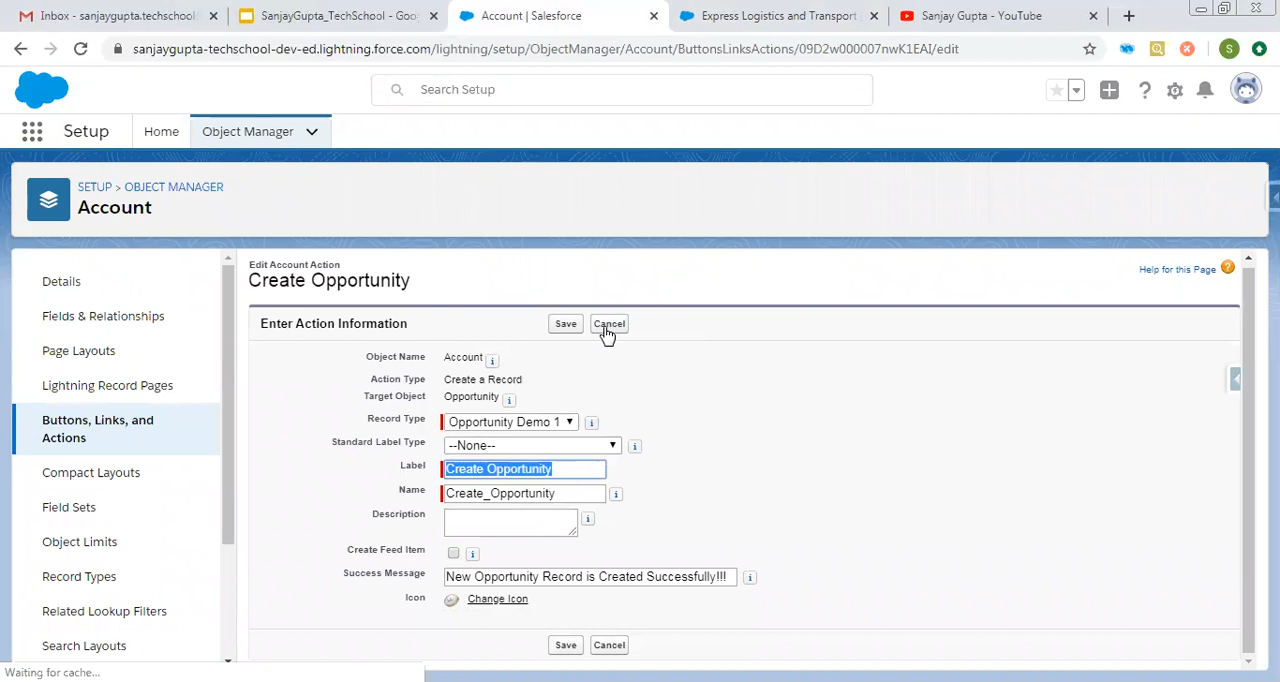 Inbox - sanjaygupta.techschool
SanjayGupta_TechSchool - Goo
Account | Salesforce
Express Logistics and Transport
Sanjay Gupta - YouTube
sanjaygupta-techschool-dev-ed.lightning.force.com/lightning/setup/ObjectManager/Account/ButtonsLinksActions/09D2w000007nwK1EAI/edit
S
Search Setup
Setup
Home
Object Manager
SETUP > OBJECT MANAGER
Account
Details
Fields & Relationships
Page Layouts
Lightning Record Pages
Buttons, Links, and
Actions
Compact Layouts
Field Sets
Object Limits
Record Types
Related Lookup Filters
Search Layouts
Edit Account Action
Create Opportunity
Help for this Page
Enter Action Information
Save
Cancel
Object Name Account
Action Type Create a Record
Target Object Opportunity
Record Type Opportunity Demo 1
Standard Label Type --None--
Label Create Opportunity
Name Create_Opportunity
Description
Create Feed Item
Success Message New Opportunity Record is Created Successfully!!!
Icon Change Icon
Save
Cancel
Waiting for cache...